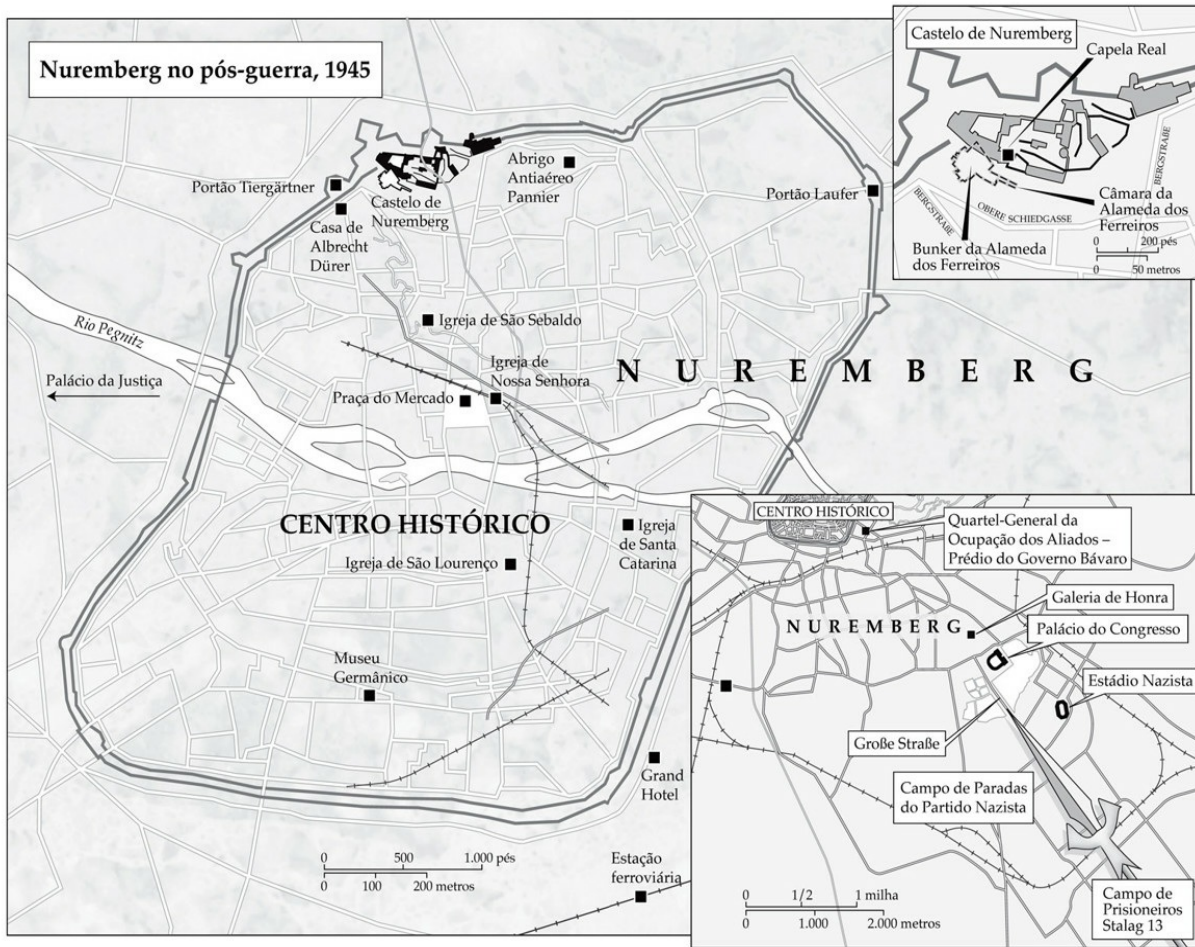 Nuremberg no pós-guerra, 1945
Portão Tiergärtner
Casa de
Albrecht
Dürer
Castelo de
Nuremberg
Abrigo
Antiaéreo
Pannier
Portão Laufer
Rio Pegnitz
Igreja de São Sebaldo
Igreja de
Nossa Senhora
Praça do Mercado
Palácio da Justiça
NUREMBERG
CENTRO HISTÓRICO
Igreja de São Lourenço
Igreja
de Santa
Catarina
Museu
Germânico
Grand
Hotel
Estação
ferroviária
0 500 1.000 pés
0 100 200 metros
Castelo de Nuremberg
Capela Real
BERGSTRAßE
BERGSTRAßE
OBERE SCHIEDGASSE
Câmara da
Alameda dos
Ferreiros
Bunker da Alameda
dos Ferreiros
0 200 pés
0 50 metros
CENTRO HISTÓRICO
Quartel-General da
Ocupação dos Aliados –
Prédio do Governo Bávaro
NUREMBERG
Galeria de Honra
Palácio do Congresso
Estádio Nazista
Große Straße
Campo de Paradas
do Partido Nazista
Campo de
Prisioneiros
Stalag 13
0 1/2 1 milha
0 1.000 2.000 metros